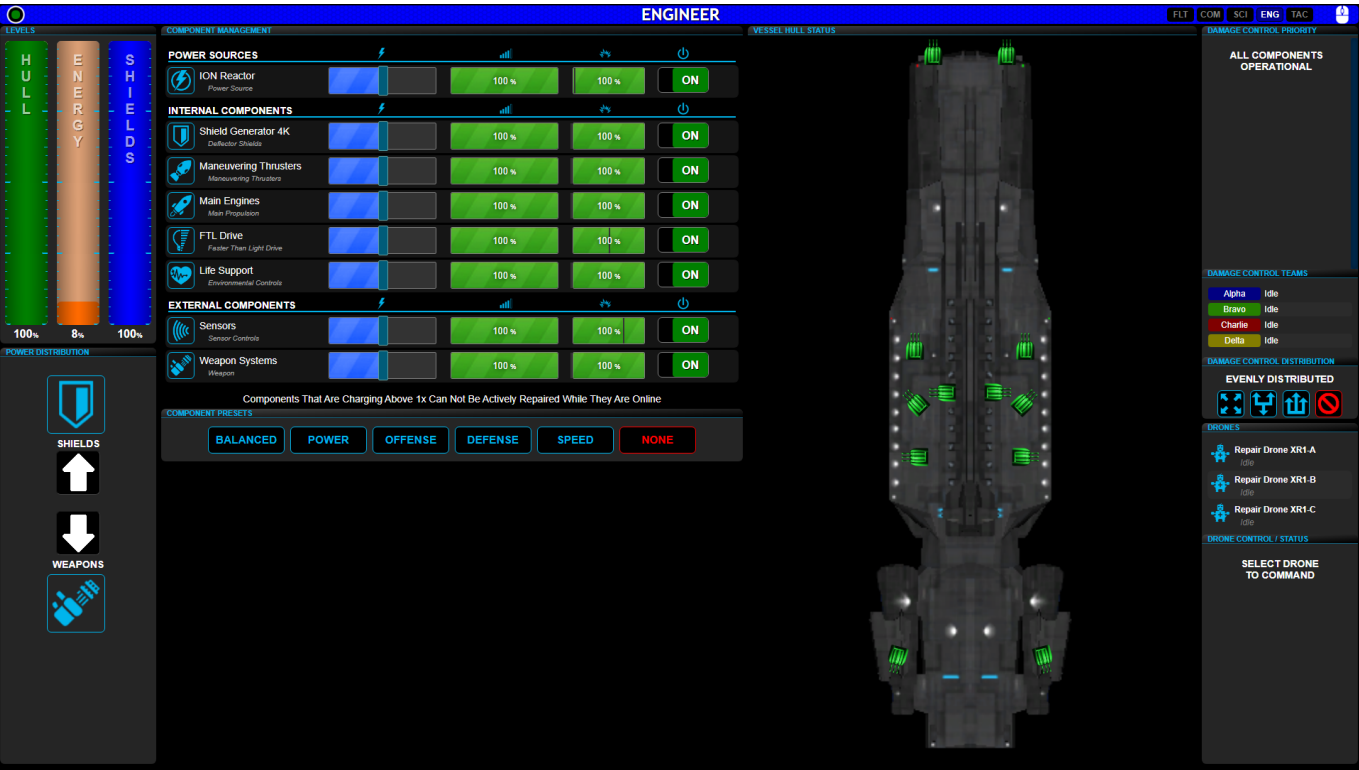 ENGINEER
FLT COM SCI ENG TAC
LEVELS
HULL
ENERGY
SHIELDS
100%
8%
100%
POWER DISTRIBUTION
SHIELDS
WEAPONS
COMPONENT MANAGEMENT
POWER SOURCES
ION Reactor
Power Source
100 %
100 %
ON
INTERNAL COMPONENTS
Shield Generator 4K
Deflector Shields
100 %
100 %
ON
Maneuvering Thrusters
Maneuvering Thrusters
100 %
100 %
ON
Main Engines
Main Propulsion
100 %
100 %
ON
FTL Drive
Faster Than Light Drive
100 %
100 %
ON
Life Support
Environmental Controls
100 %
100 %
ON
EXTERNAL COMPONENTS
Sensors
Sensor Controls
100 %
100 %
ON
Weapon Systems
Weapon
100 %
100 %
ON
Components That Are Charging Above 1x Can Not Be Actively Repaired While They Are Online
COMPONENT PRESETS
BALANCED
POWER
OFFENSE
DEFENSE
SPEED
NONE
VESSEL HULL STATUS
DAMAGE CONTROL PRIORITY
ALL COMPONENTS
OPERATIONAL
DAMAGE CONTROL TEAMS
Alpha Idle
Bravo Idle
Charlie Idle
Delta Idle
DAMAGE CONTROL DISTRIBUTION
EVENLY DISTRIBUTED
DRONES
Repair Drone XR1-A
Idle
Repair Drone XR1-B
Idle
Repair Drone XR1-C
Idle
DRONE CONTROL / STATUS
SELECT DRONE
TO COMMAND